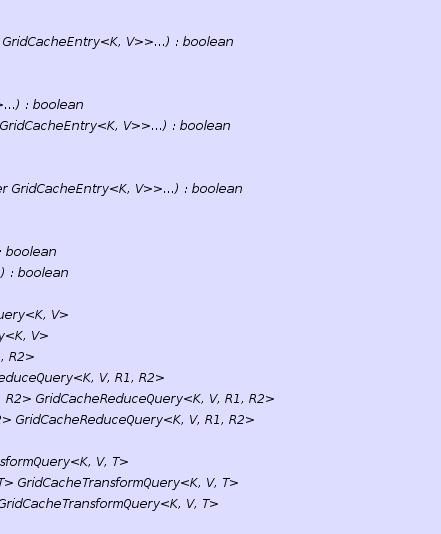 GridCacheEntry<K, V>>...) : boolean
>...) : boolean
GridCacheEntry<K, V>>...) : boolean
er GridCacheEntry<K, V>>...) : boolean
: boolean
) : boolean
uery<K, V>
y<K, V>
, R2>
educeQuery<K, V, R1, R2>
, R2> GridCacheReduceQuery<K, V, R1, R2>
2> GridCacheReduceQuery<K, V, R1, R2>
sformQuery<K, V, T>
T> GridCacheTransformQuery<K, V, T>
GridCacheTransformQuery<K, V, T>